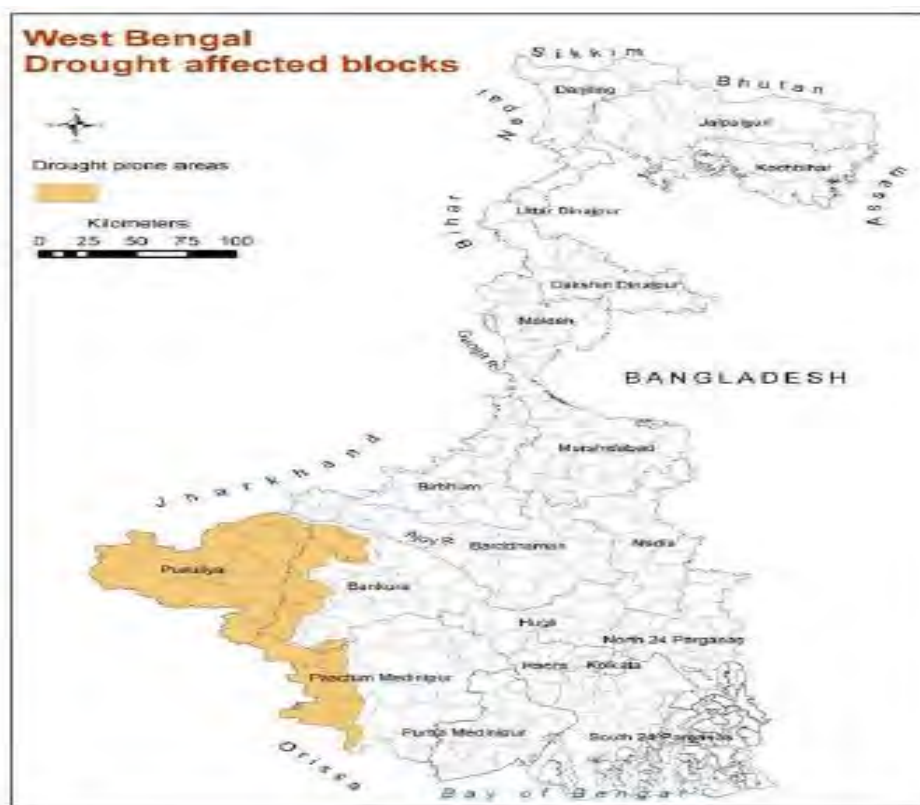 West Bengal
Drought affected blocks
Sikkim
Bhutan
Nepal
Darjiling
Jalpaiguri
Kochbihar
Assam
Drought prone areas
Kilometers
0 25 50 75 100
Bihar
Uttar Dinajpur
Dakshin Dinajpur
Maldah
Ganga R.
BANGLADESH
Murshidabad
Jharkhand
Birbhum
Ajoy R.
Barddhaman
Nadia
Puruliya
Bankura
Hugli
North 24 Parganas
Haora
Kolkata
Paschim Medinipur
Purba Medinipur
South 24 Parganas
Orissa
Bay of Bengal